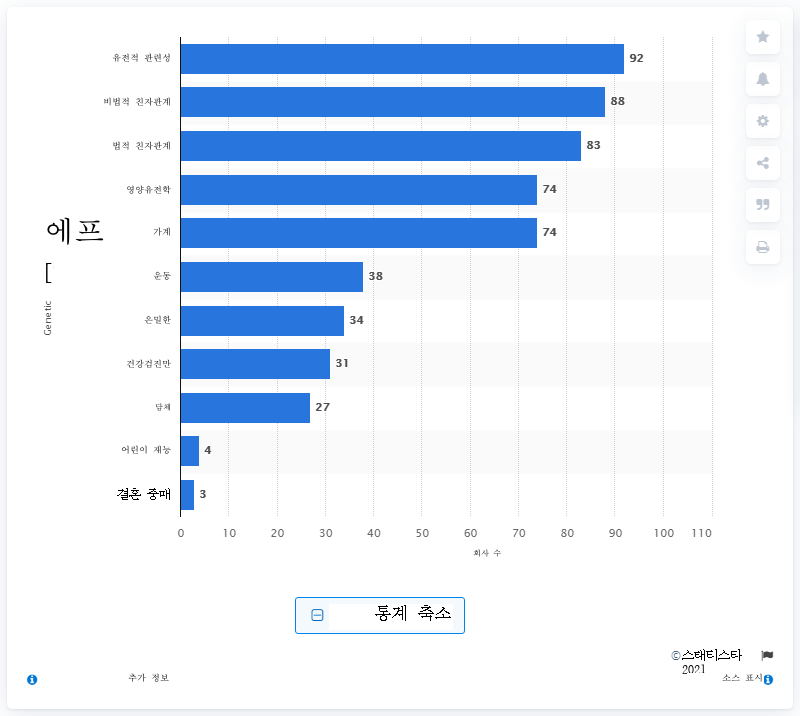 유전적 관련성 92
비범적 친자관계 88
법적 친자관계 83
영양유전학 74
에프
가계 74
[
Genetic
운동 38
은밀한 34
건강검진만 31
담체 27
어린이 재능 4
결혼 중매 3
0 10 20 30 40 50 60 70 80 90 100 110
회사 수
통계 축소
©스태티스타
2021
추가 정보 소스 표시